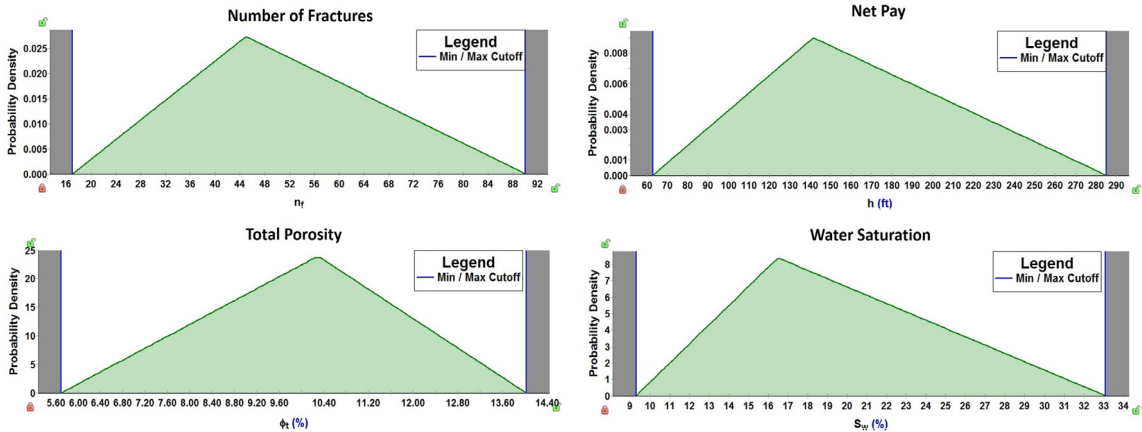 Number of Fractures
Probability Density
0.025
0.020
0.015
0.010
0.005
0.000
Legend
Min / Max Cutoff
16 20 24 28 32 36 40 44 48 52 56 60 64 68 72 76 80 84 88 92
nf
Net Pay
Probability Density
0.008
0.006
0.004
0.003
0.001
0.000
Legend
Min / Max Cutoff
60 70 80 90 100 110 120 130 140 150 160 170 180 190 200 210 220 230 240 250 260 270 280 290
h (ft)
Total Porosity
Probability Density
25
20
15
10
5
0
Legend
Min / Max Cutoff
5.60 6.00 6.40 6.80 7.20 7.60 8.00 8.40 8.80 9.20 9.60 10.40 11.20 12.00 12.80 13.60 14.40
ϕt (%)
Water Saturation
Probability Density
8
7
6
5
4
3
2
1
0
Legend
Min / Max Cutoff
9 10 11 12 13 14 15 16 17 18 19 20 21 22 23 24 25 26 27 28 29 30 31 32 33 34
Sw (%)